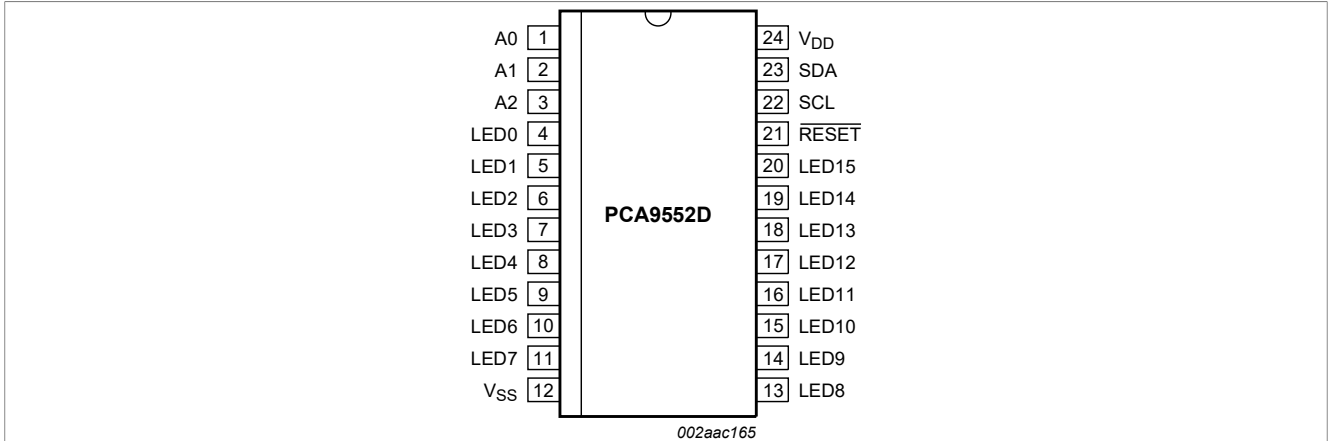 A0 1 24 VDD
A1 2 23 SDA
A2 3 22 SCL
LED0 4 21 RESET
LED1 5 20 LED15
LED2 6 19 LED14
LED3 7 18 LED13
PCA9552D
LED4 8 17 LED12
LED5 9 16 LED11
LED6 10 15 LED10
LED7 11 14 LED9
VSS 12 13 LED8
002aac165